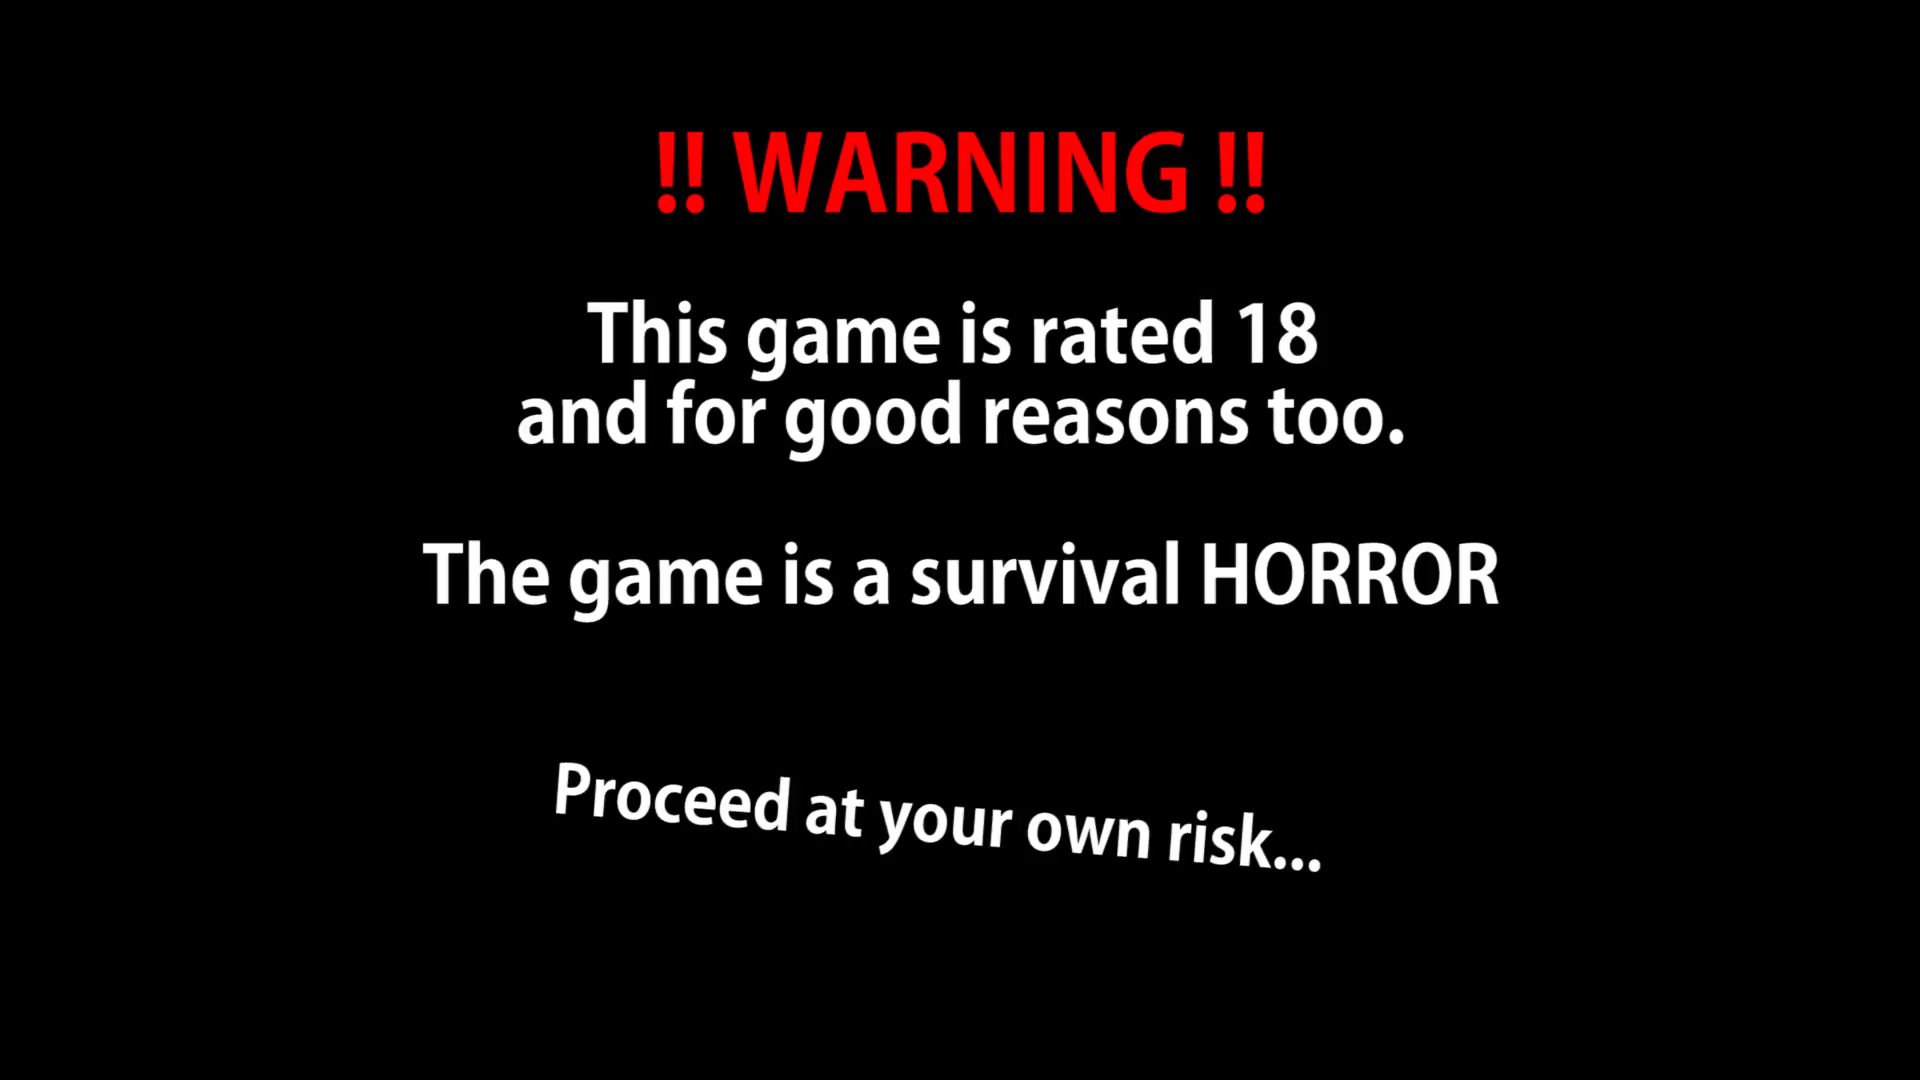 !! WARNING !!
This game is rated 18
and for good reasons too.
The game is a survival HORROR
Proceed at your own risk...